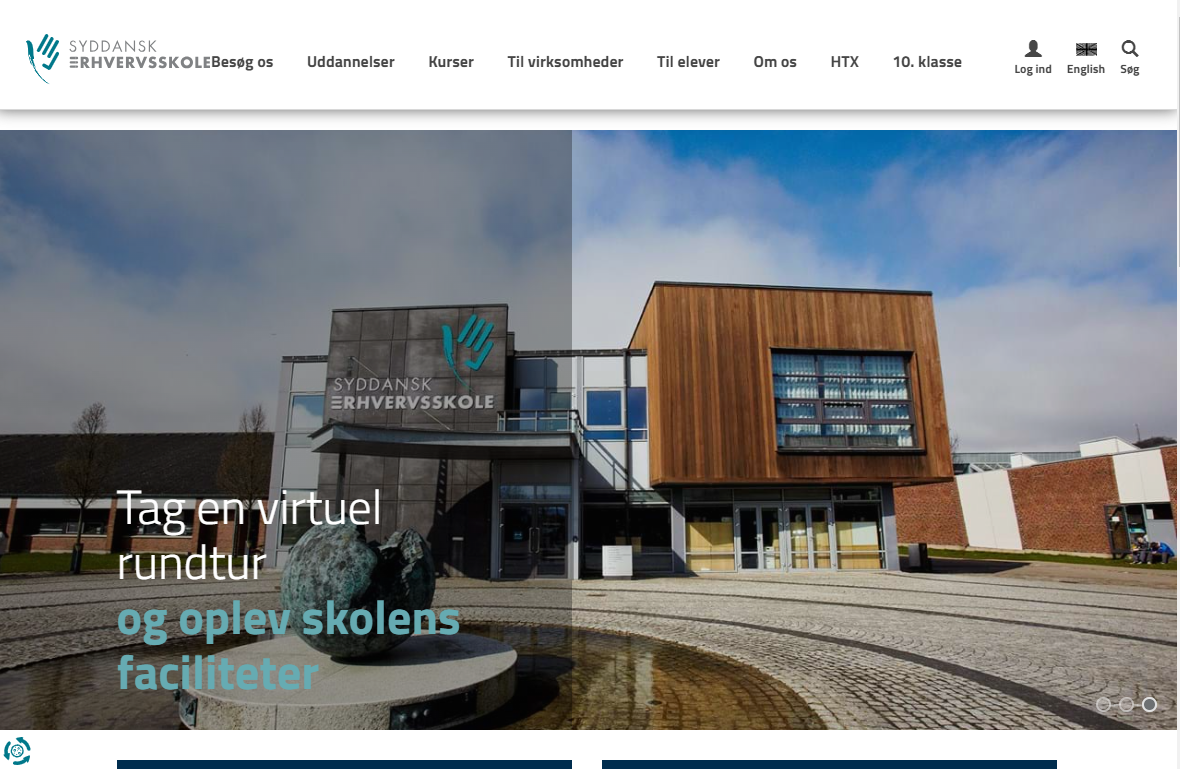 SYDDANSK
ERHVERVSSKOLE
Besøg os
Uddannelser
Kurser
Til virksomheder
Til elever
Om os
HTX
10. klasse
Log ind
English
Søg
SYDDANSK
ERHVERVSSKOLE
Tag en virtuel
rundtur
og oplev skolens
faciliteter